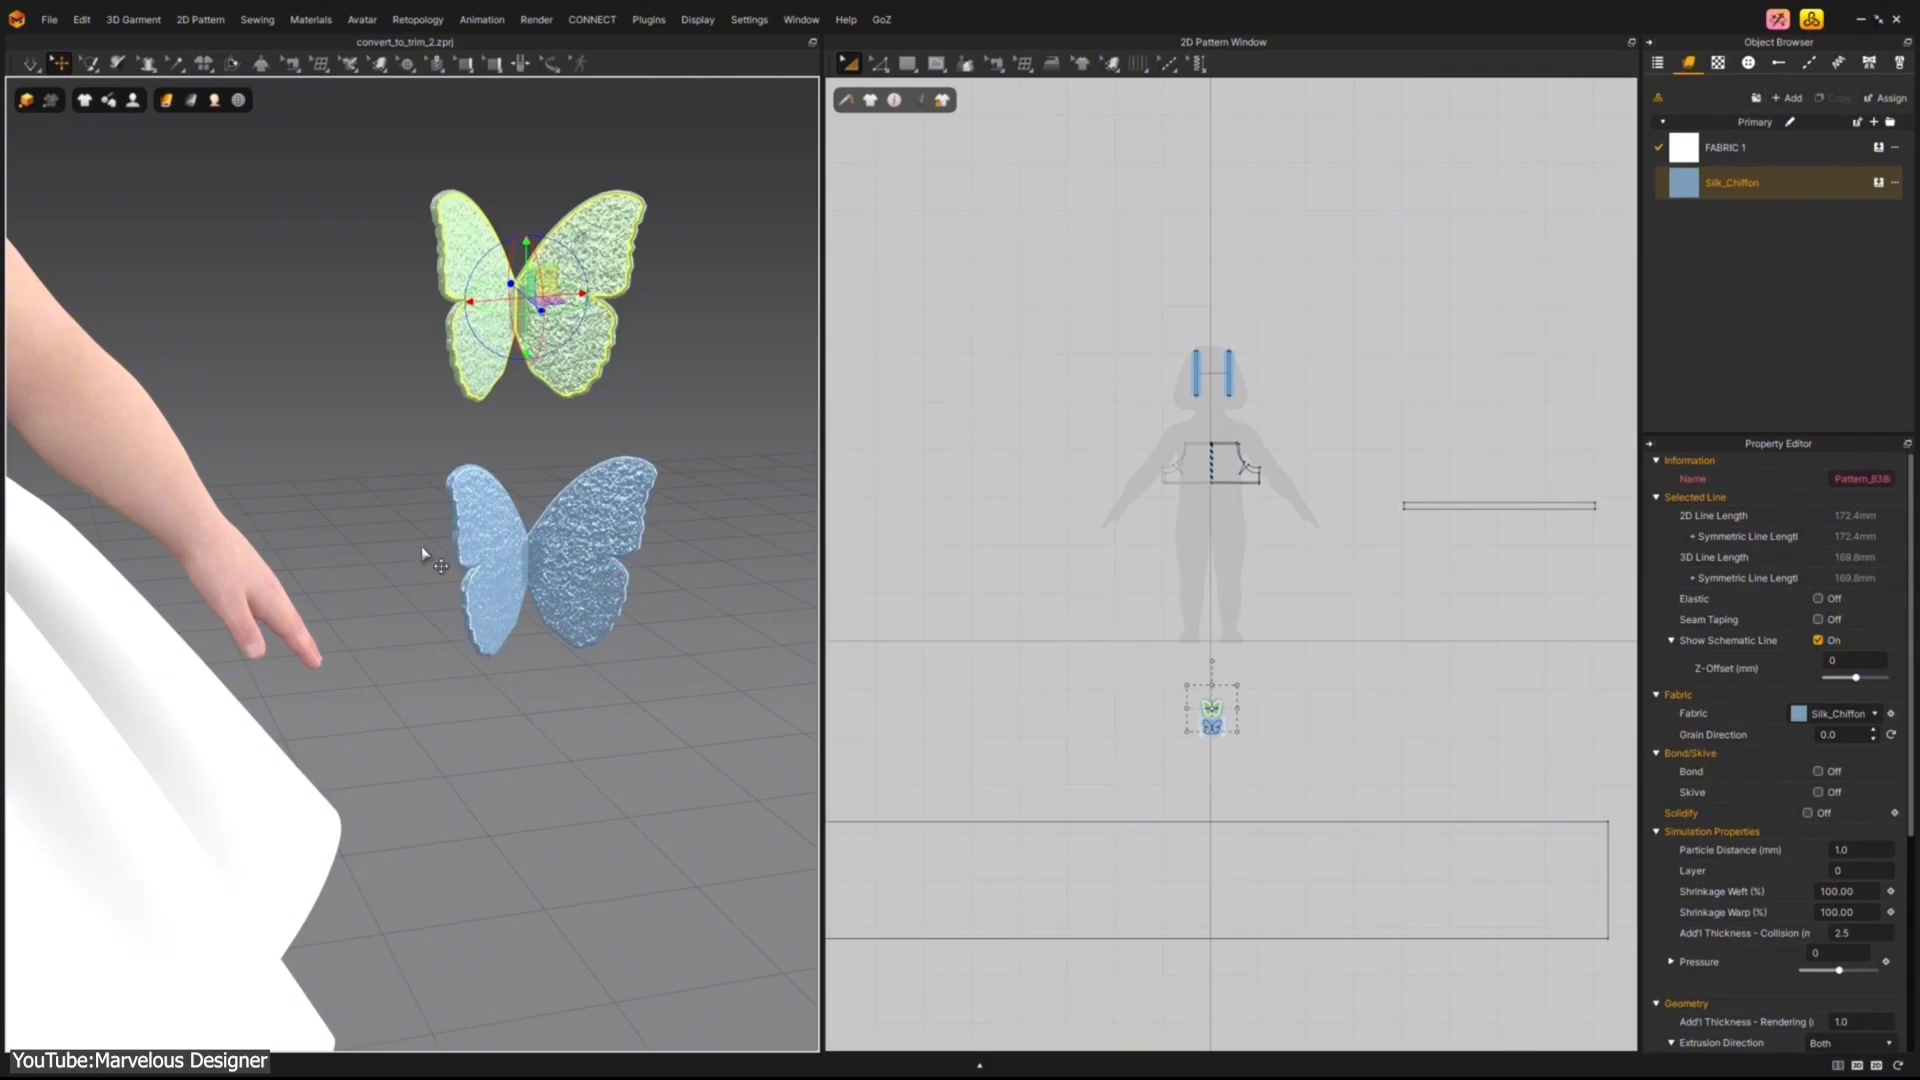 File Edit 3D Garment 2D Pattern Sewing Materials Avatar Retopology Animation Render CONNECT Plugins Display Settings Window Help GoZ
convert_to_trim_2.zprj
2D Pattern Window
Object Browser
+ Add Copy Assign
Primary
FABRIC 1
Silk_Chiffon
Property Editor
Information
Name Pattern_838
Selected Line
2D Line Length 172.4mm
+ Symmetric Line Lengtl 172.4mm
3D Line Length 169.8mm
+ Symmetric Line Lengtl 169.8mm
Elastic Off
Seam Taping Off
Show Schematic Line On
Z-Offset (mm) 0
Fabric
Fabric Silk_Chiffon
Grain Direction 0.0
Bond/Skive
Bond Off
Skive Off
Solidify Off
Simulation Properties
Particle Distance (mm) 1.0
Layer 0
Shrinkage Weft (%) 100.00
Shrinkage Warp (%) 100.00
Add'l Thickness - Collision (m 2.5
Pressure 0
Geometry
Add'l Thickness - Rendering ( 1.0
Extrusion Direction Both
3D 2D
YouTube:Marvelous Designer